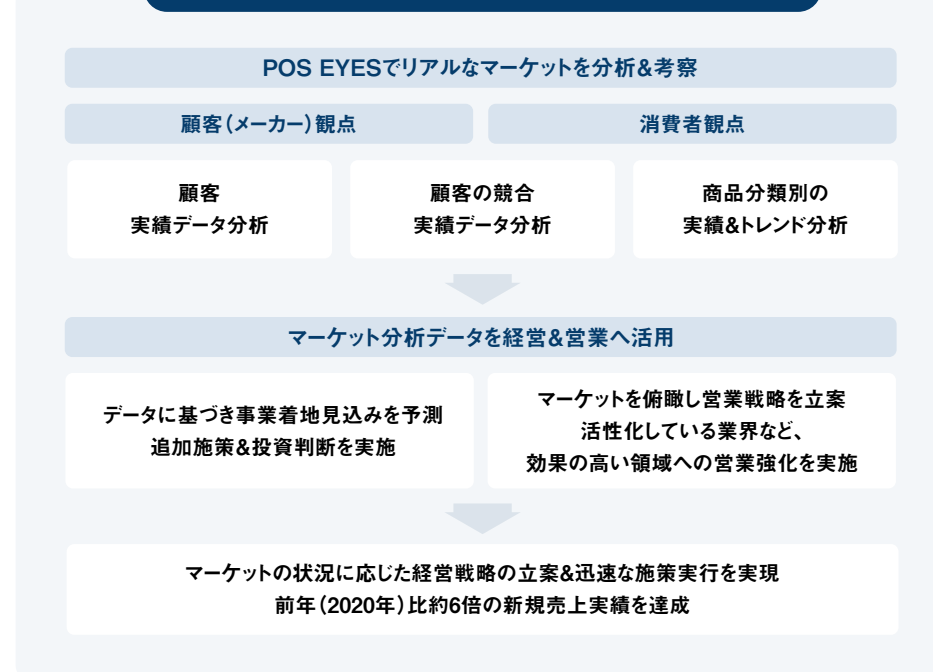 POS EYESでリアルなマーケットを分析&考察
顧客（メーカー）観点
消費者観点
顧客
実績データ分析
顧客の競合
実績データ分析
商品分類別の
実績&トレンド分析
マーケット分析データを経営&営業へ活用
データに基づき事業着地見込みを予測
追加施策&投資判断を実施
マーケットを俯瞰し営業戦略を立案
活性化している業界など、
効果の高い領域への営業強化を実施
マーケットの状況に応じた経営戦略の立案&迅速な施策実行を実現
前年（2020年）比約6倍の新規売上実績を達成